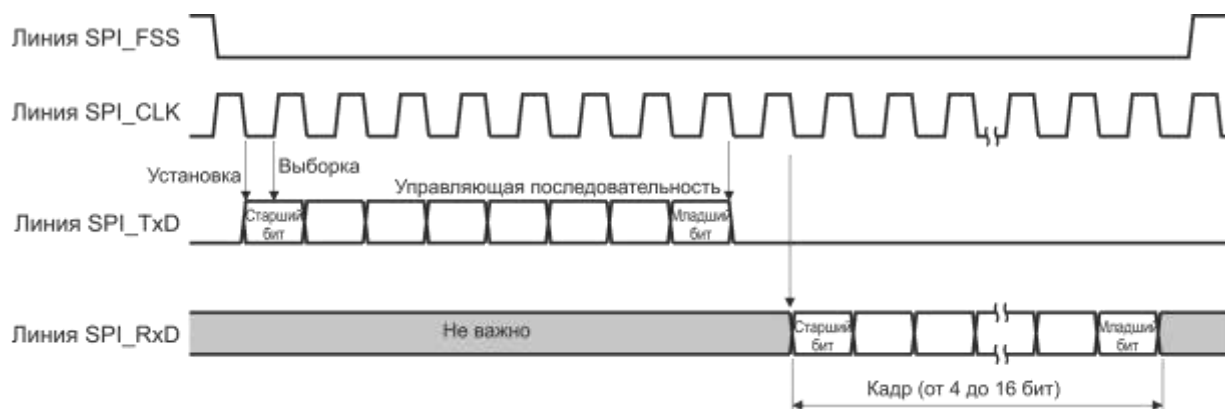 Линия SPI_FSS
Линия SPI_CLK
Установка
Выборка
Управляющая последовательность
Линия SPI_TxD
Старший
бит
Младший
бит
Линия SPI_RxD
Не важно
Старший
бит
Младший
бит
Кадр (от 4 до 16 бит)